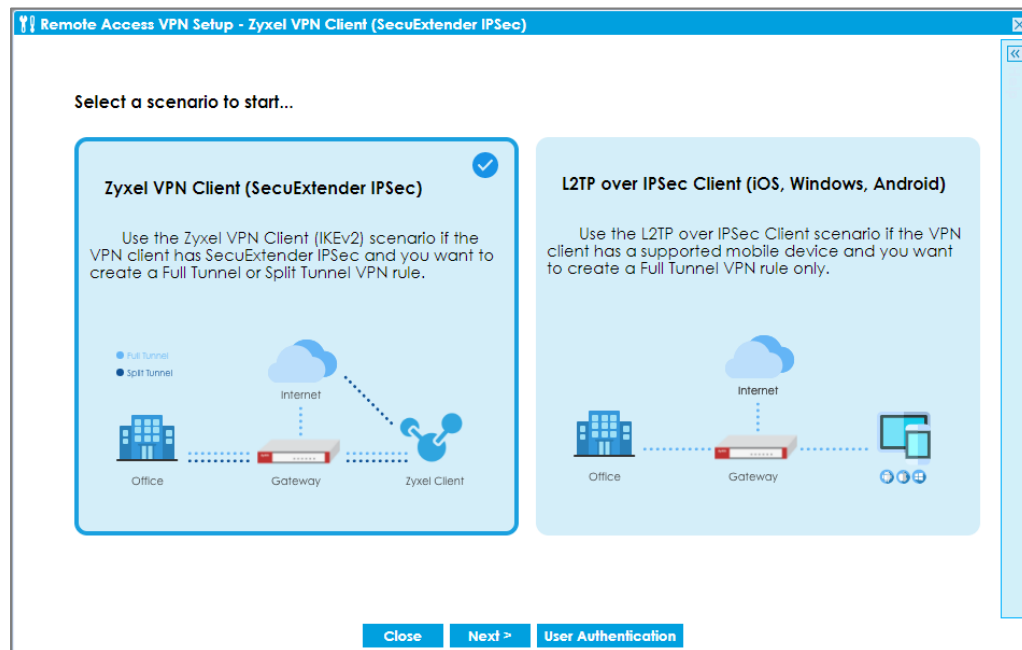 Remote Access VPN Setup - Zyxel VPN Client (SecuExtender IPSec)
Select a scenario to start...
Zyxel VPN Client (SecuExtender IPSec)
Use the Zyxel VPN Client (IKEv2) scenario if the
VPN client has SecuExtender IPSec and you want to
create a Full Tunnel or Split Tunnel VPN rule.
Full Tunnel
Split Tunnel
Internet
Office
Gateway
Zyxel Client
L2TP over IPSec Client (iOS, Windows, Android)
Use the L2TP over IPSec Client scenario if the VPN
client has a supported mobile device and you want
to create a Full Tunnel VPN rule only.
Internet
Office
Gateway
Close
Next >
User Authentication